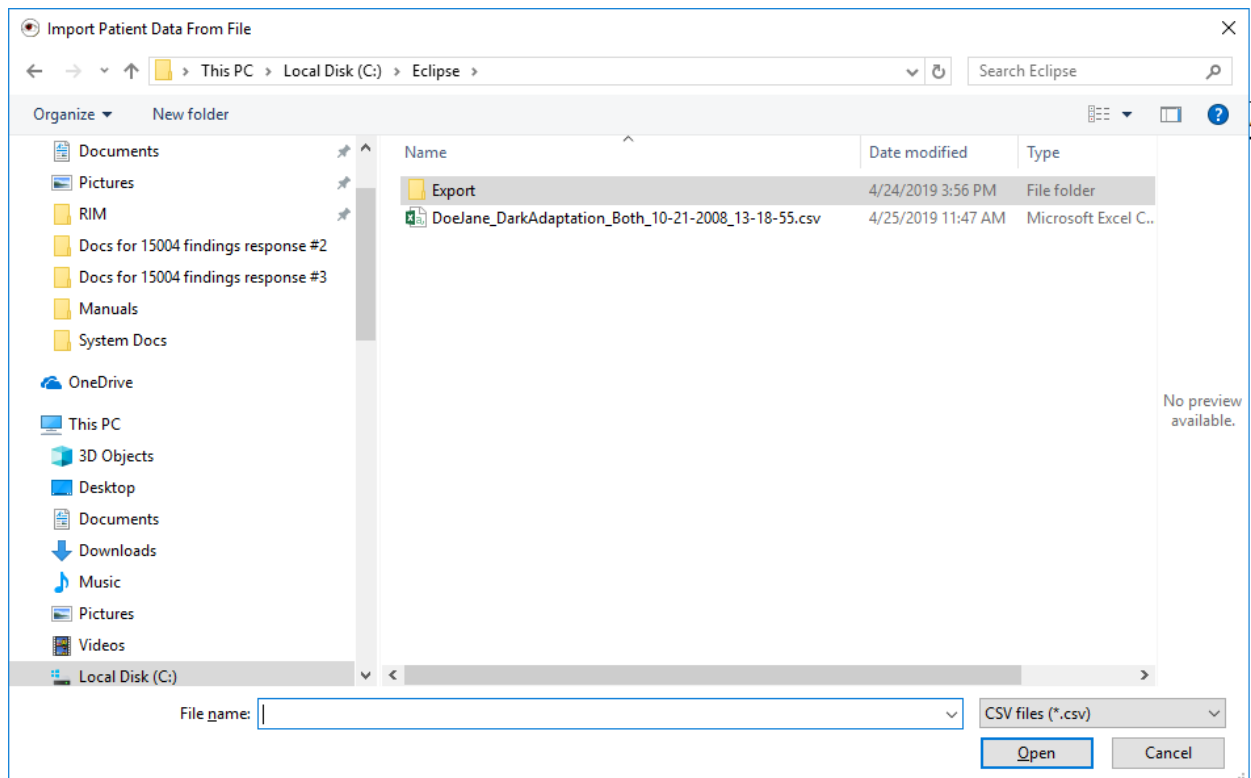 Import Patient Data From File
This PC > Local Disk (C:) > Eclipse >
Search Eclipse
Organize
New folder
Documents
Pictures
RIM
Docs for 15004 findings response #2
Docs for 15004 findings response #3
Manuals
System Docs
OneDrive
This PC
3D Objects
Desktop
Documents
Downloads
Music
Pictures
Videos
Local Disk (C:)
Name Date modified Type
Export 4/24/2019 3:56 PM File folder
DoeJane_DarkAdaptation_Both_10-21-2008_13-18-55.csv 4/25/2019 11:47 AM Microsoft Excel C...
No preview
available.
File name:
CSV files (*.csv)
Open
Cancel